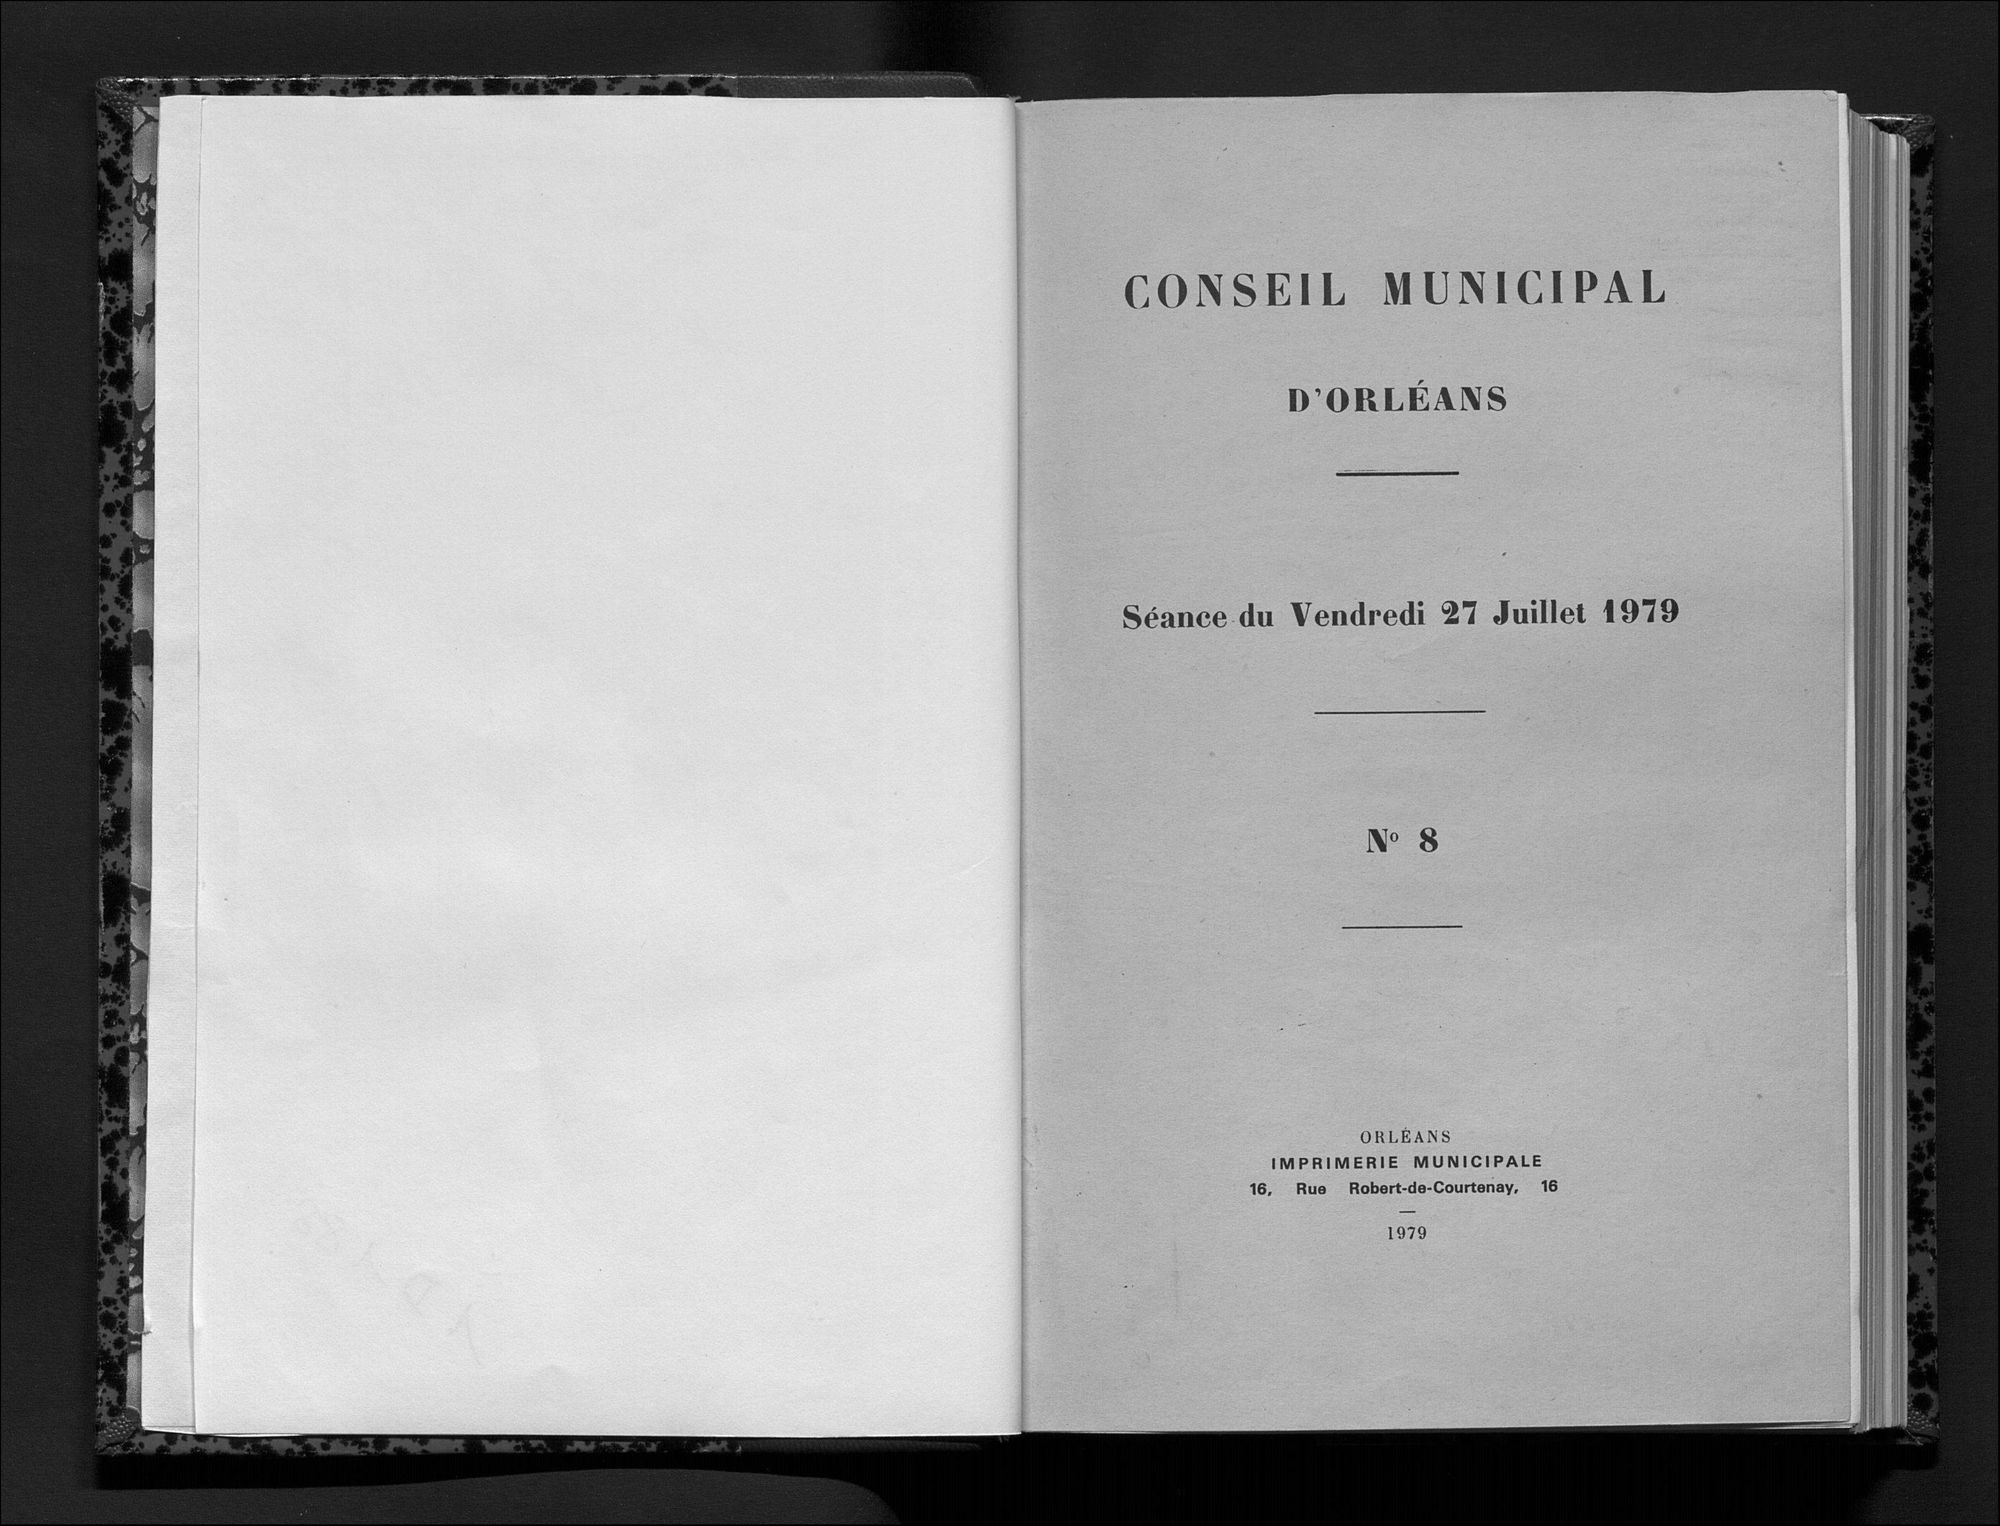 CONSEIL MUNICIPAL
D'ORLÉANS
Séance du Vendredi 27 Juillet 1979
Nº 8
ORLÉANS
IMPRIMERIE MUNICIPALE
16, Rue Robert-de-Courtenay, 16
1979